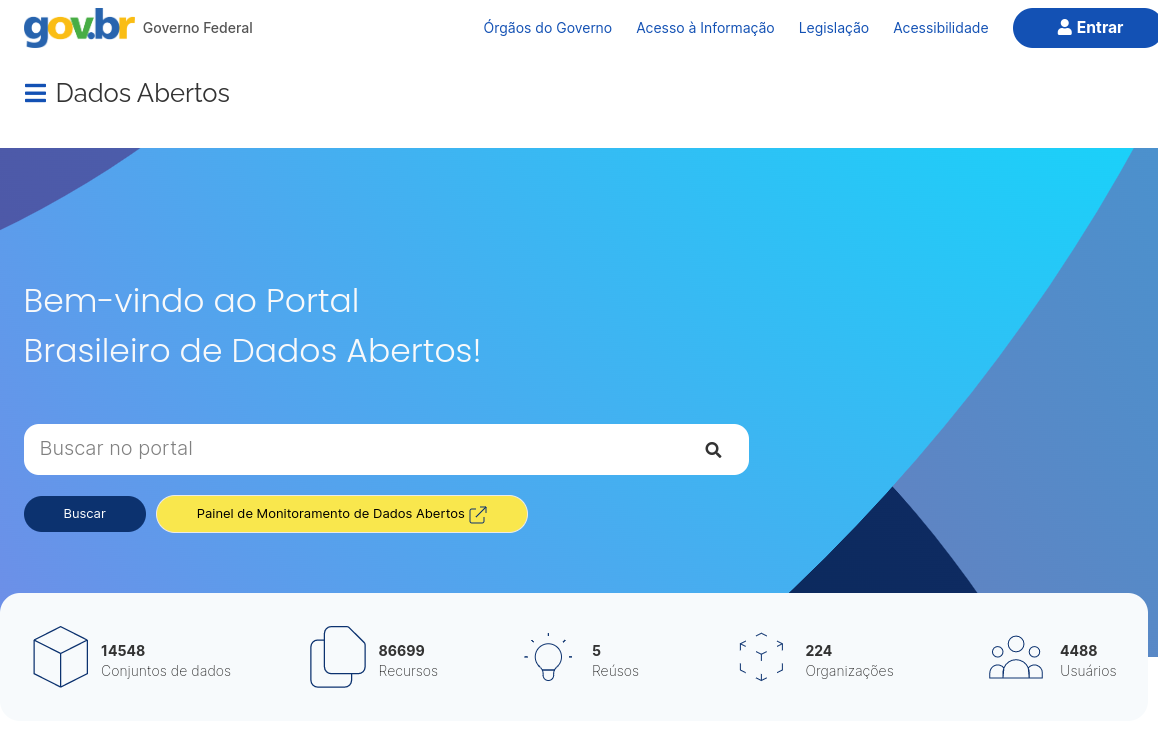 gov.br Governo Federal Órgãos do Governo Acesso à Informação Legislação Acessibilidade Entrar
Dados Abertos
Bem-vindo ao Portal
Brasileiro de Dados Abertos!
Buscar no portal
Buscar Painel de Monitoramento de Dados Abertos
14548 86699 5 224 4488
Conjuntos de dados Recursos Reúsos Organizações Usuários